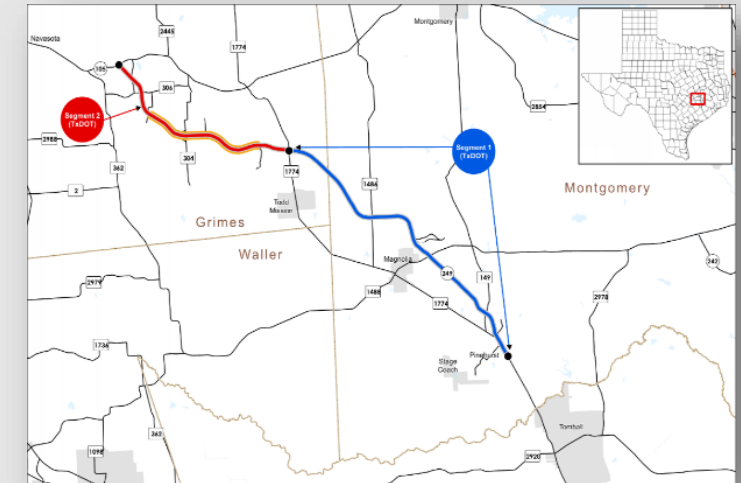 Montgomery
Navasota
2445
1774
105
306
2854
Segment 2
(TxDOT)
Segment 1
(TxDOT)
2988
304
362
1774
1486
2
Todd
Mission
Montgomery
Grimes
Waller
Magnolia
249
149
242
2979
1488
1774
2978
1736
Pinehurst
Stage
Coach
362
Tomball
1098
2920